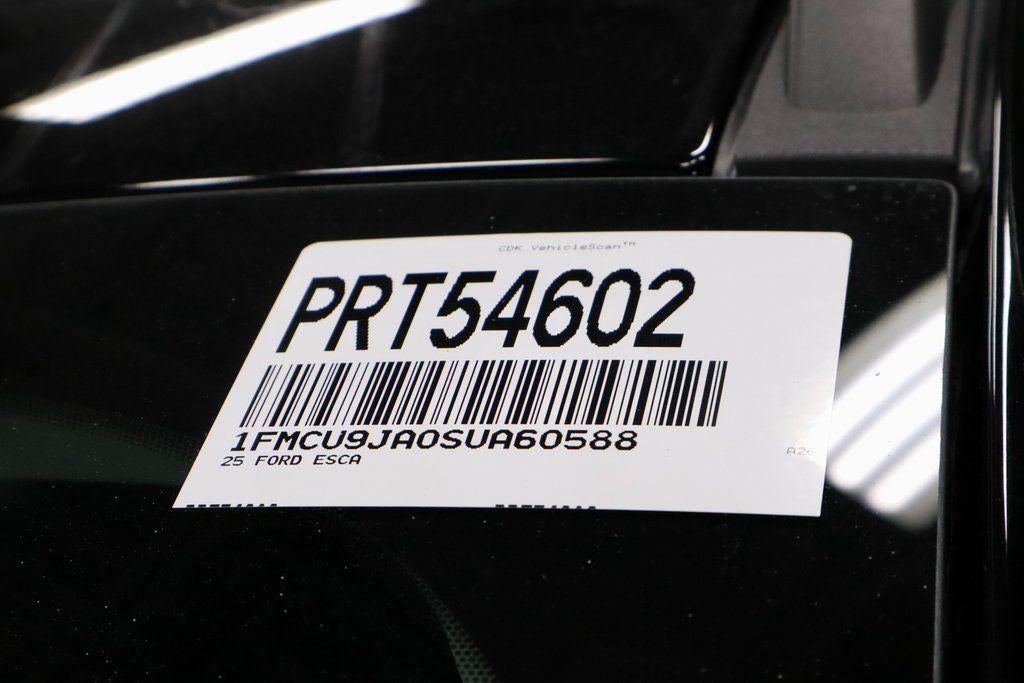 CDK VehicleScan™
PRT54602
1FMCU9JA0SUA60588
25 FORD ESCA
A26